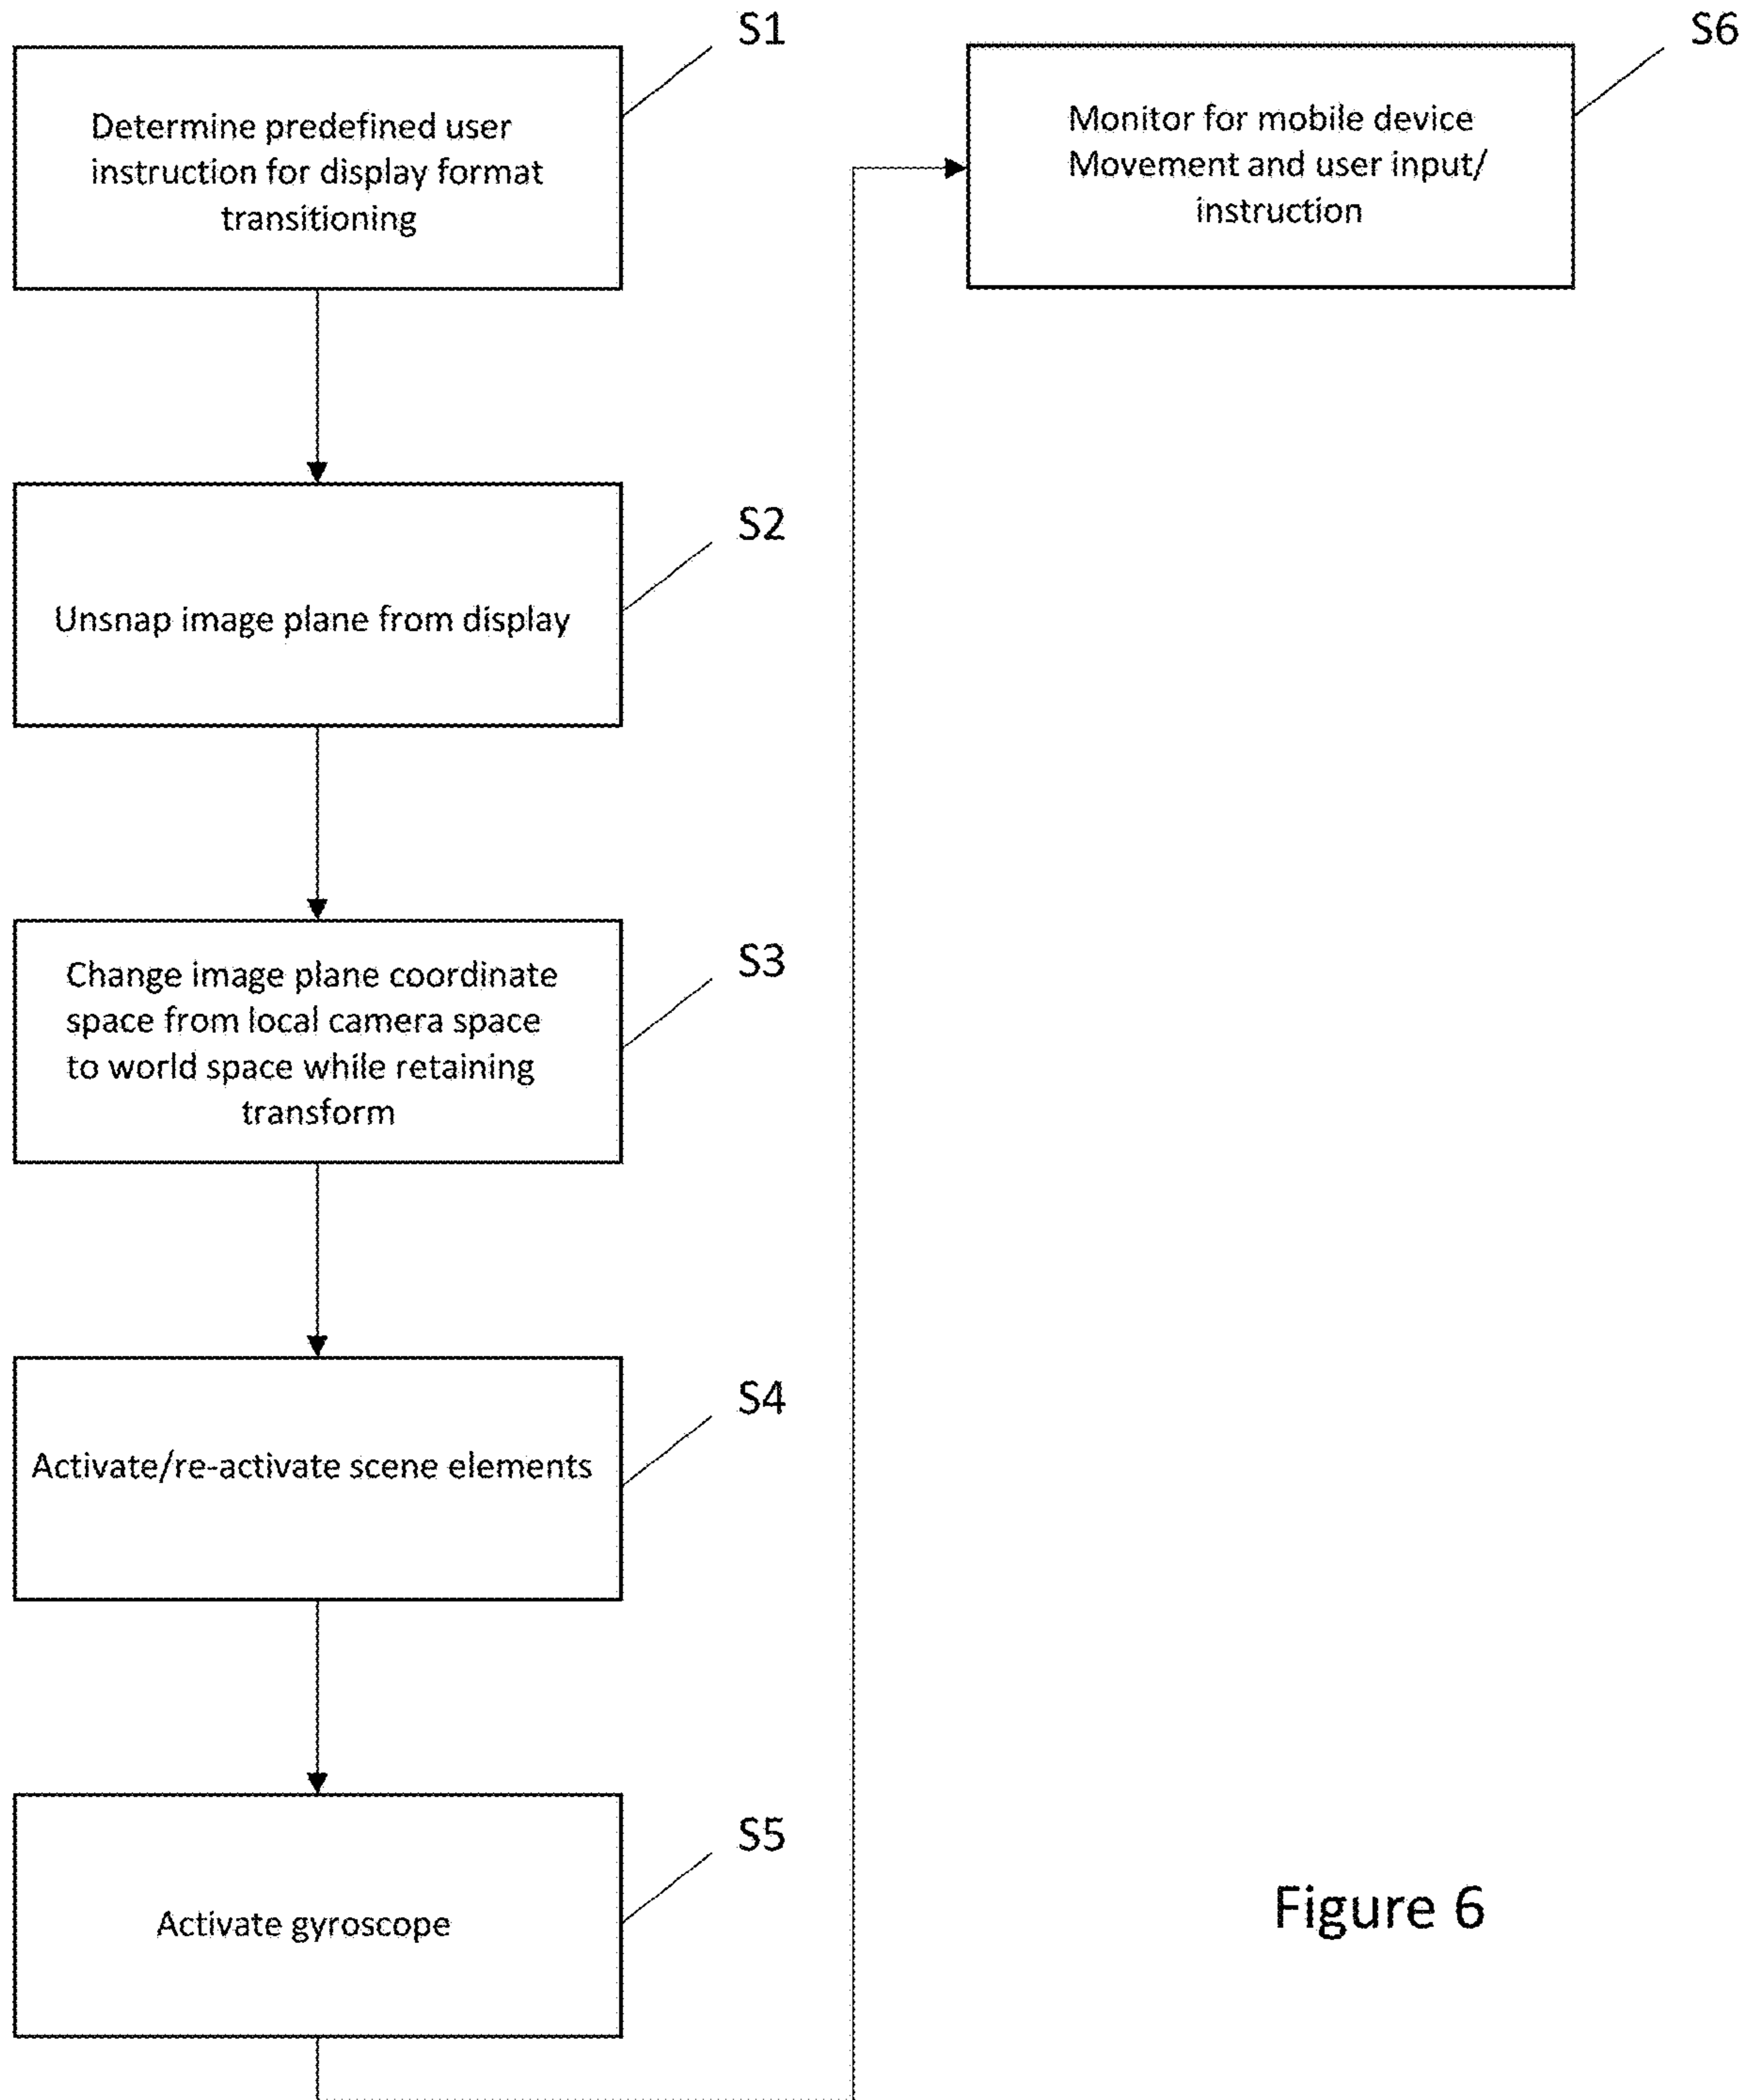 S1
Determine predefined user
instruction for display format
transitioning
S2
Unsnap image plane from display
S3
Change image plane coordinate
space from local camera space
to world space while retaining
transform
S4
Activate/re-activate scene elements
S5
Activate gyroscope
S6
Monitor for mobile device
Movement and user input/
instruction
Figure 6